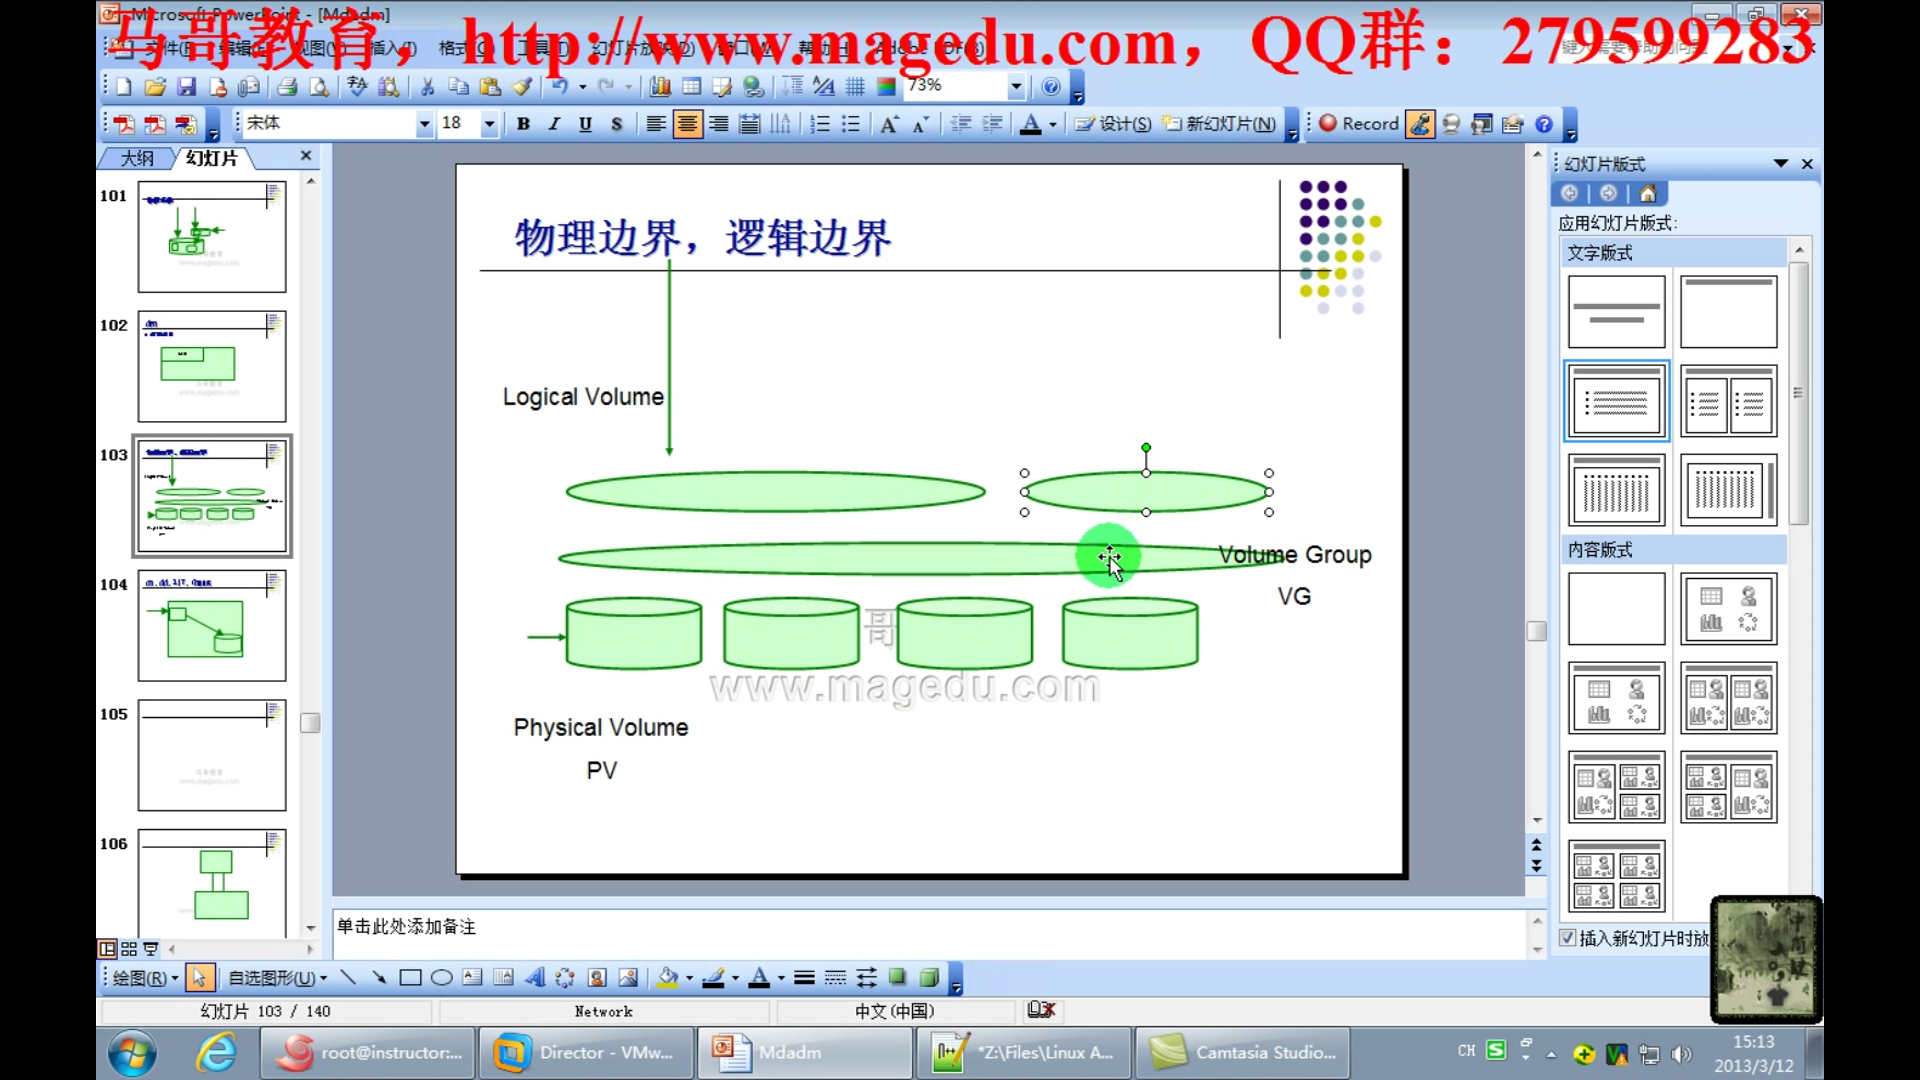 Microsoft PowerPoint - [Mdadm]
马哥教育，http://www.magedu.com，QQ群：279599283
73%
宋体
18
B I U S
设计(S)
新幻灯片(N)
Record
大纲
幻灯片
幻灯片版式
应用幻灯片版式:
文字版式
内容版式
101
102
103
104
105
106
物理边界，逻辑边界
Logical Volume
Volume Group
VG
哥
www.magedu.com
Physical Volume
PV
单击此处添加备注
插入新幻灯片时放
绘图(R)
自选图形(U)
幻灯片 103 / 140
Network
中文(中国)
root@instructor:...
Director - VMw...
Mdadm
*Z:\Files\Linux A...
Camtasia Studio...
CH
15:13
2013/3/12